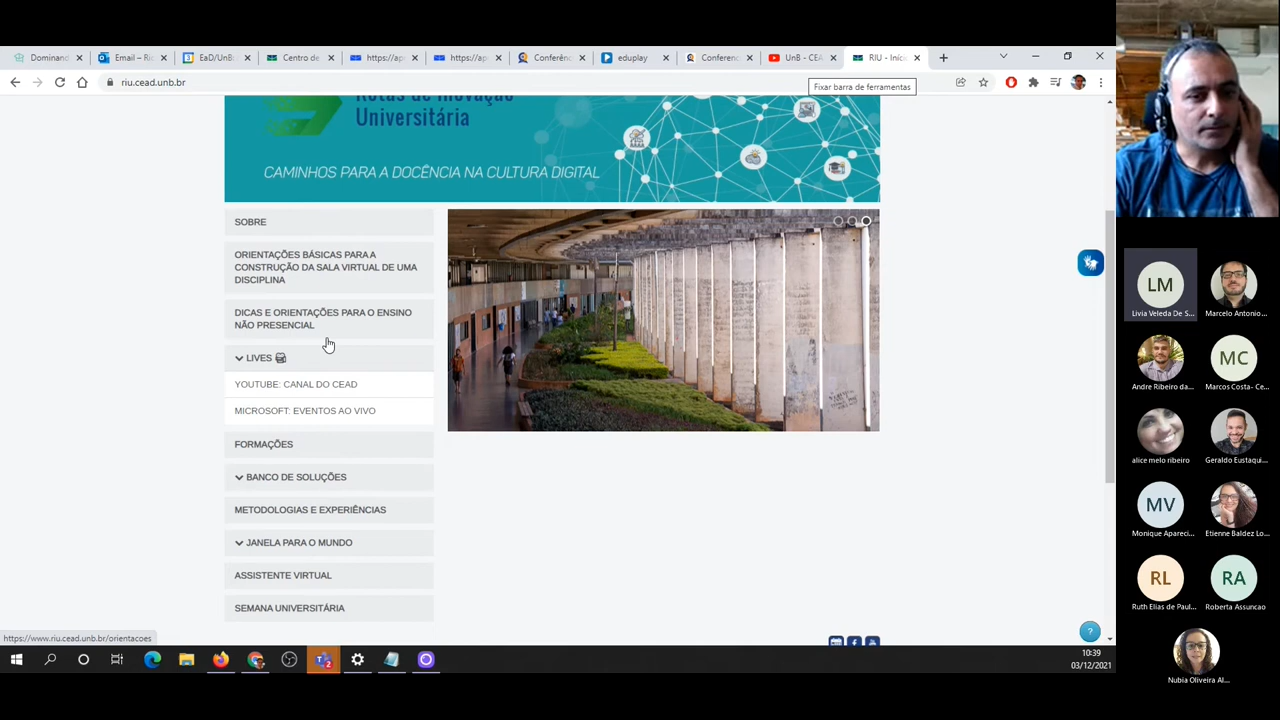 Dominand
Email – Ric
EaD/UnB:
Centro de
https://ap
https://ap
Conferênc
eduplay
Conferenc
UnB - CEA
RIU - Iníci
riu.cead.unb.br
Fixar barra de ferramentas
Rotas de Inovação
Universitária
CAMINHOS PARA A DOCÊNCIA NA CULTURA DIGITAL
SOBRE
ORIENTAÇÕES BÁSICAS PARA A
CONSTRUÇÃO DA SALA VIRTUAL DE UMA
DISCIPLINA
DICAS E ORIENTAÇÕES PARA O ENSINO
NÃO PRESENCIAL
LIVES
YOUTUBE: CANAL DO CEAD
MICROSOFT: EVENTOS AO VIVO
FORMAÇÕES
BANCO DE SOLUÇÕES
METODOLOGIAS E EXPERIÊNCIAS
JANELA PARA O MUNDO
ASSISTENTE VIRTUAL
SEMANA UNIVERSITÁRIA
https://www.riu.cead.unb.br/orientacoes
?
10:39
03/12/2021
LM
Livia Veleda De S...
Marcelo Antonio ...
Andre Ribeiro da...
MC
Marcos Costa- Ce...
alice melo ribeiro
Geraldo Eustaqui...
MV
Monique Apareci...
Etienne Baldez Lo...
RL
Ruth Elias de Paul...
RA
Roberta Assuncao
Nubia Oliveira Al...